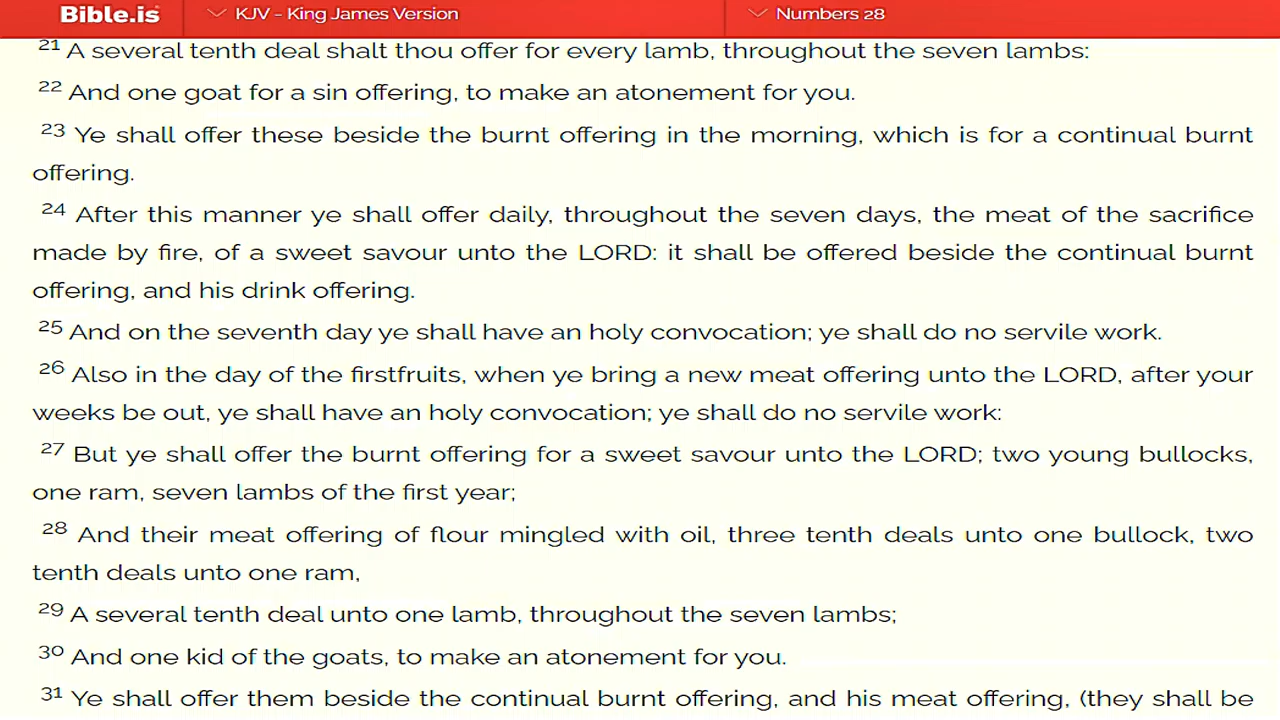 Bible.is KJV - King James Version Numbers 28
21 A several tenth deal shalt thou offer for every lamb, throughout the seven lambs:
22 And one goat for a sin offering, to make an atonement for you.
23 Ye shall offer these beside the burnt offering in the morning, which is for a continual burnt
offering.
24 After this manner ye shall offer daily, throughout the seven days, the meat of the sacrifice
made by fire, of a sweet savour unto the LORD: it shall be offered beside the continual burnt
offering, and his drink offering.
25 And on the seventh day ye shall have an holy convocation; ye shall do no servile work.
26 Also in the day of the firstfruits, when ye bring a new meat offering unto the LORD, after your
weeks be out, ye shall have an holy convocation; ye shall do no servile work:
27 But ye shall offer the burnt offering for a sweet savour unto the LORD; two young bullocks,
one ram, seven lambs of the first year;
28 And their meat offering of flour mingled with oil, three tenth deals unto one bullock, two
tenth deals unto one ram,
29 A several tenth deal unto one lamb, throughout the seven lambs;
30 And one kid of the goats, to make an atonement for you.
31 Ye shall offer them beside the continual burnt offering, and his meat offering, (they shall be